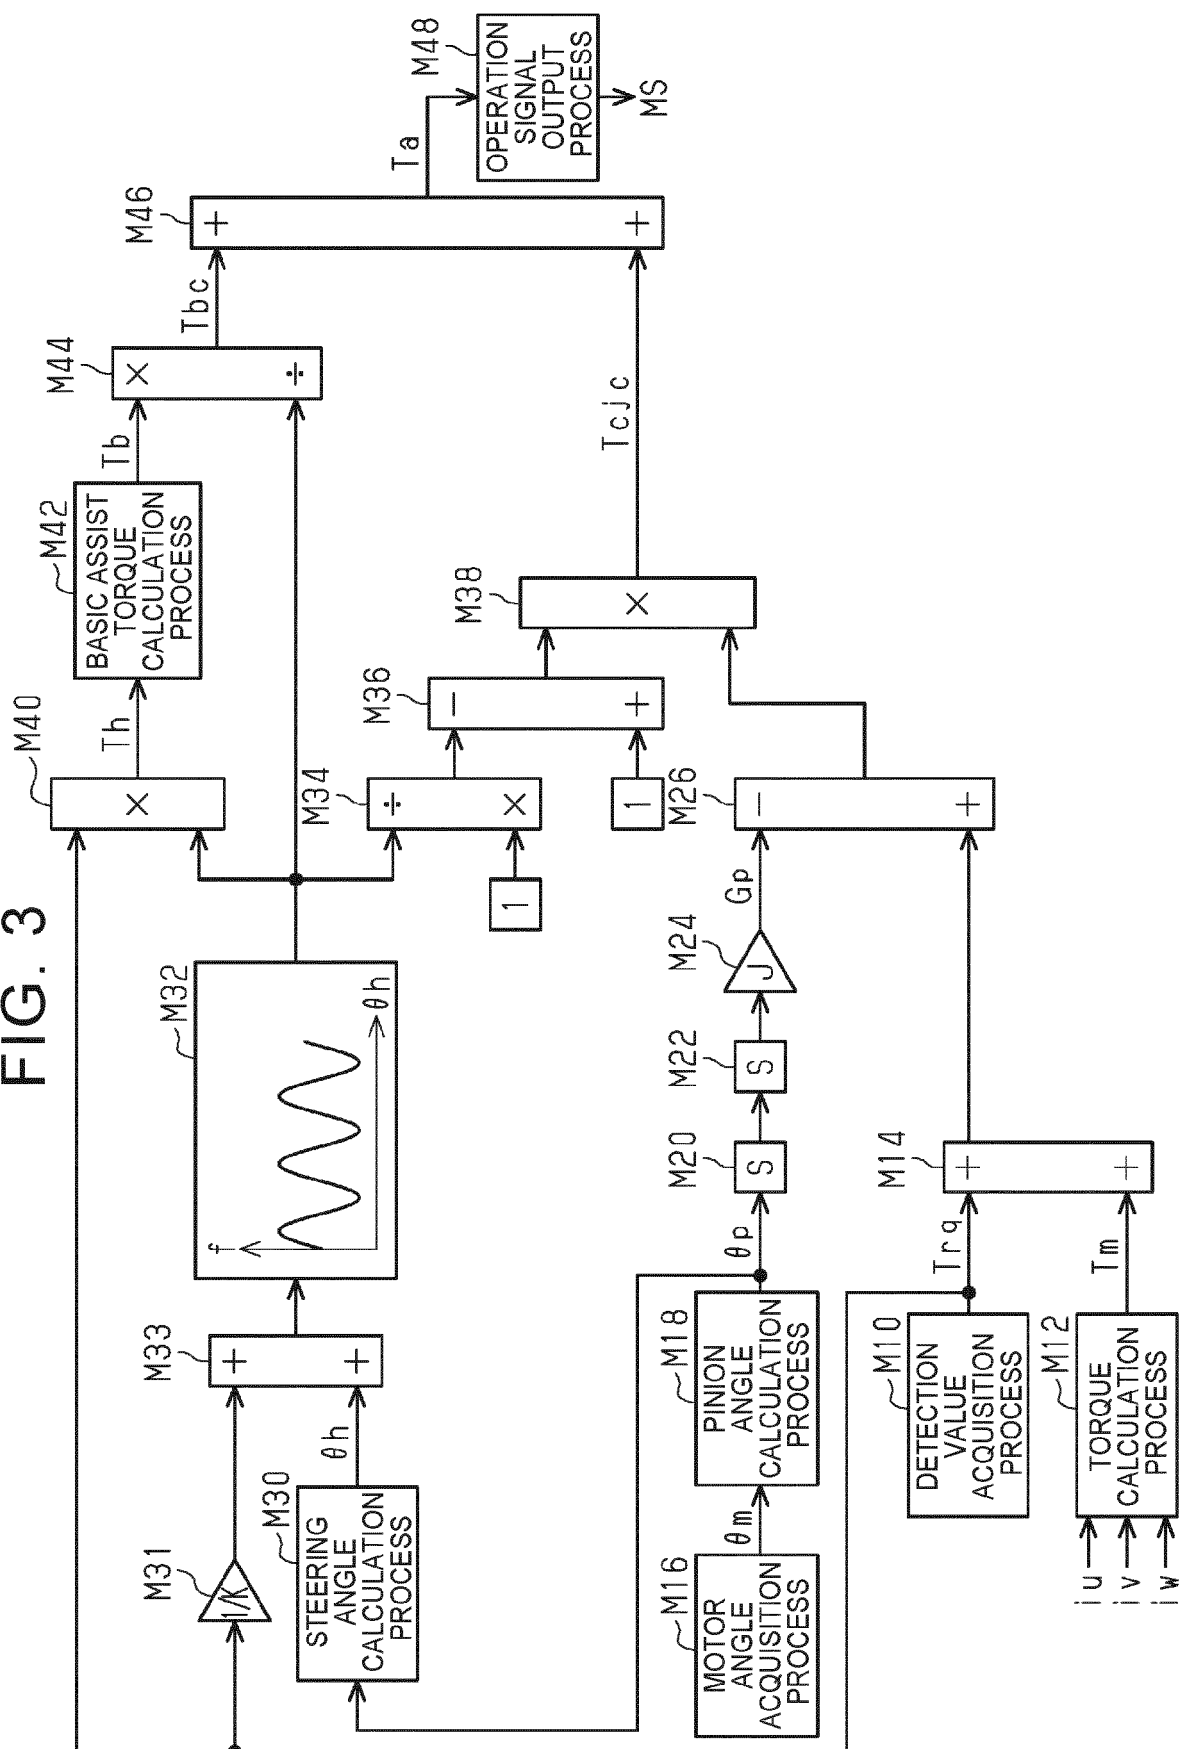 FIG. 3
M40
×
Th
M42
BASIC ASSIST
TORQUE
CALCULATION
PROCESS
Tb
M44
×
÷
Tbc
M46
+
+
Ta
M48
OPERATION
SIGNAL
OUTPUT
PROCESS
MS
M31
1/K
M33
+
+
M32
f
θh
M30
STEERING
ANGLE
CALCULATION
PROCESS
θh
M34
÷
×
1
M36
−
+
1
M38
×
Tcjc
M16
MOTOR
ANGLE
ACQUISITION
PROCESS
θm
M18
PINION
ANGLE
CALCULATION
PROCESS
θp
M20
S
M22
S
M24
J
Gp
M26
−
+
M10
DETECTION
VALUE
ACQUISITION
PROCESS
Trq
M14
+
+
iu
iv
iw
M12
TORQUE
CALCULATION
PROCESS
Tm